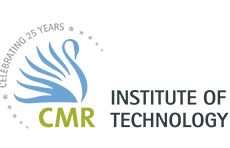 CELEBRATING 25 YEARS
CMR
INSTITUTE OF
TECHNOLOGY